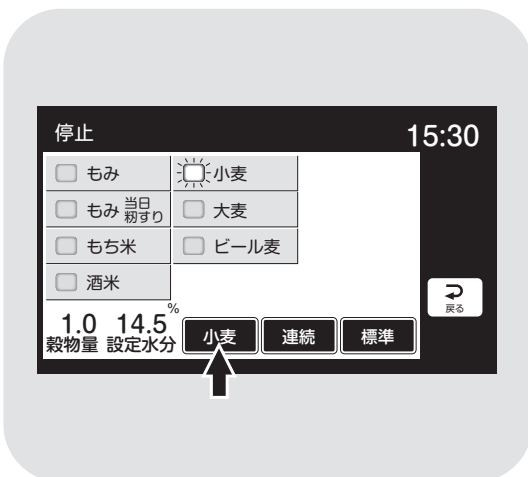 停止 15:30
もみ 小麦
もみ 当日籾すり 大麦
もち米 ビール麦
酒米
戻る
1.0 14.5%
穀物量 設定水分 小麦 連続 標準